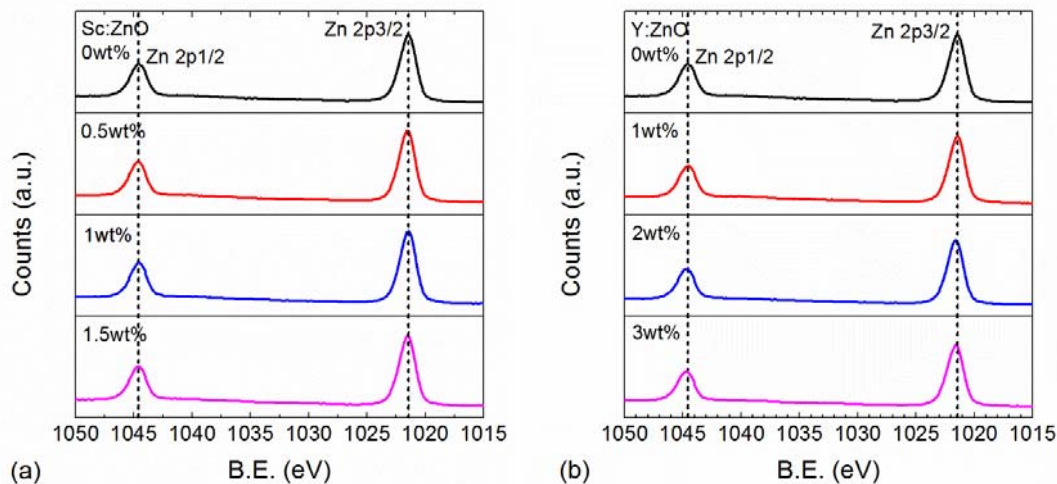 Sc:ZnO
0wt%
Zn 2p1/2
Zn 2p3/2
0.5wt%
1wt%
1.5wt%
Counts (a.u.)
1050 1045 1040 1035 1030 1025 1020 1015
(a)
B.E. (eV)
Y:ZnO
0wt%
Zn 2p1/2
Zn 2p3/2
1wt%
2wt%
3wt%
Counts (a.u.)
1050 1045 1040 1035 1030 1025 1020 1015
(b)
B.E. (eV)